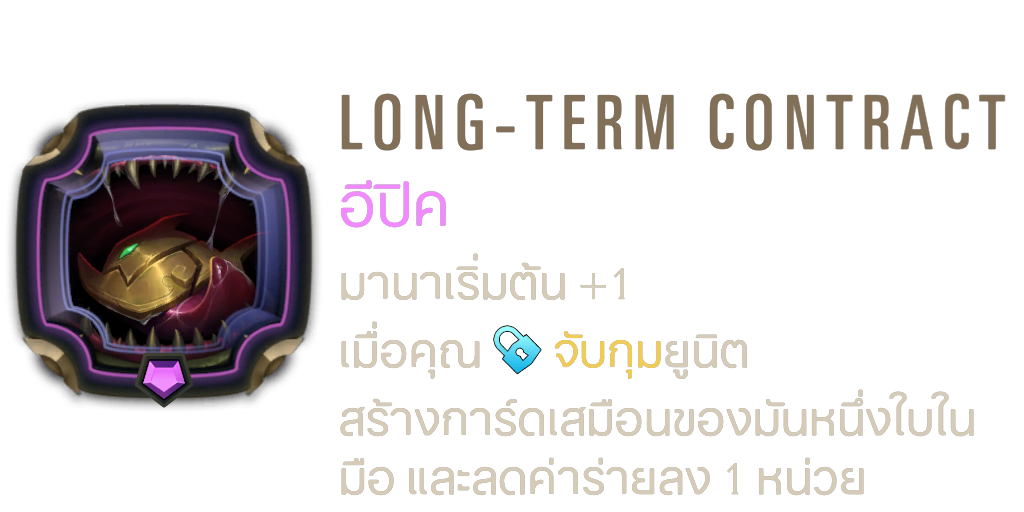 LONG-TERM CONTRACT
อีปิค
มานาเริ่มต้น +1
เมื่อคุณ จับกุมยูนิต
สร้างการ์ดเสมือนของมันหนึ่งใบใน
มือ และลดค่าร่ายลง 1 หน่วย